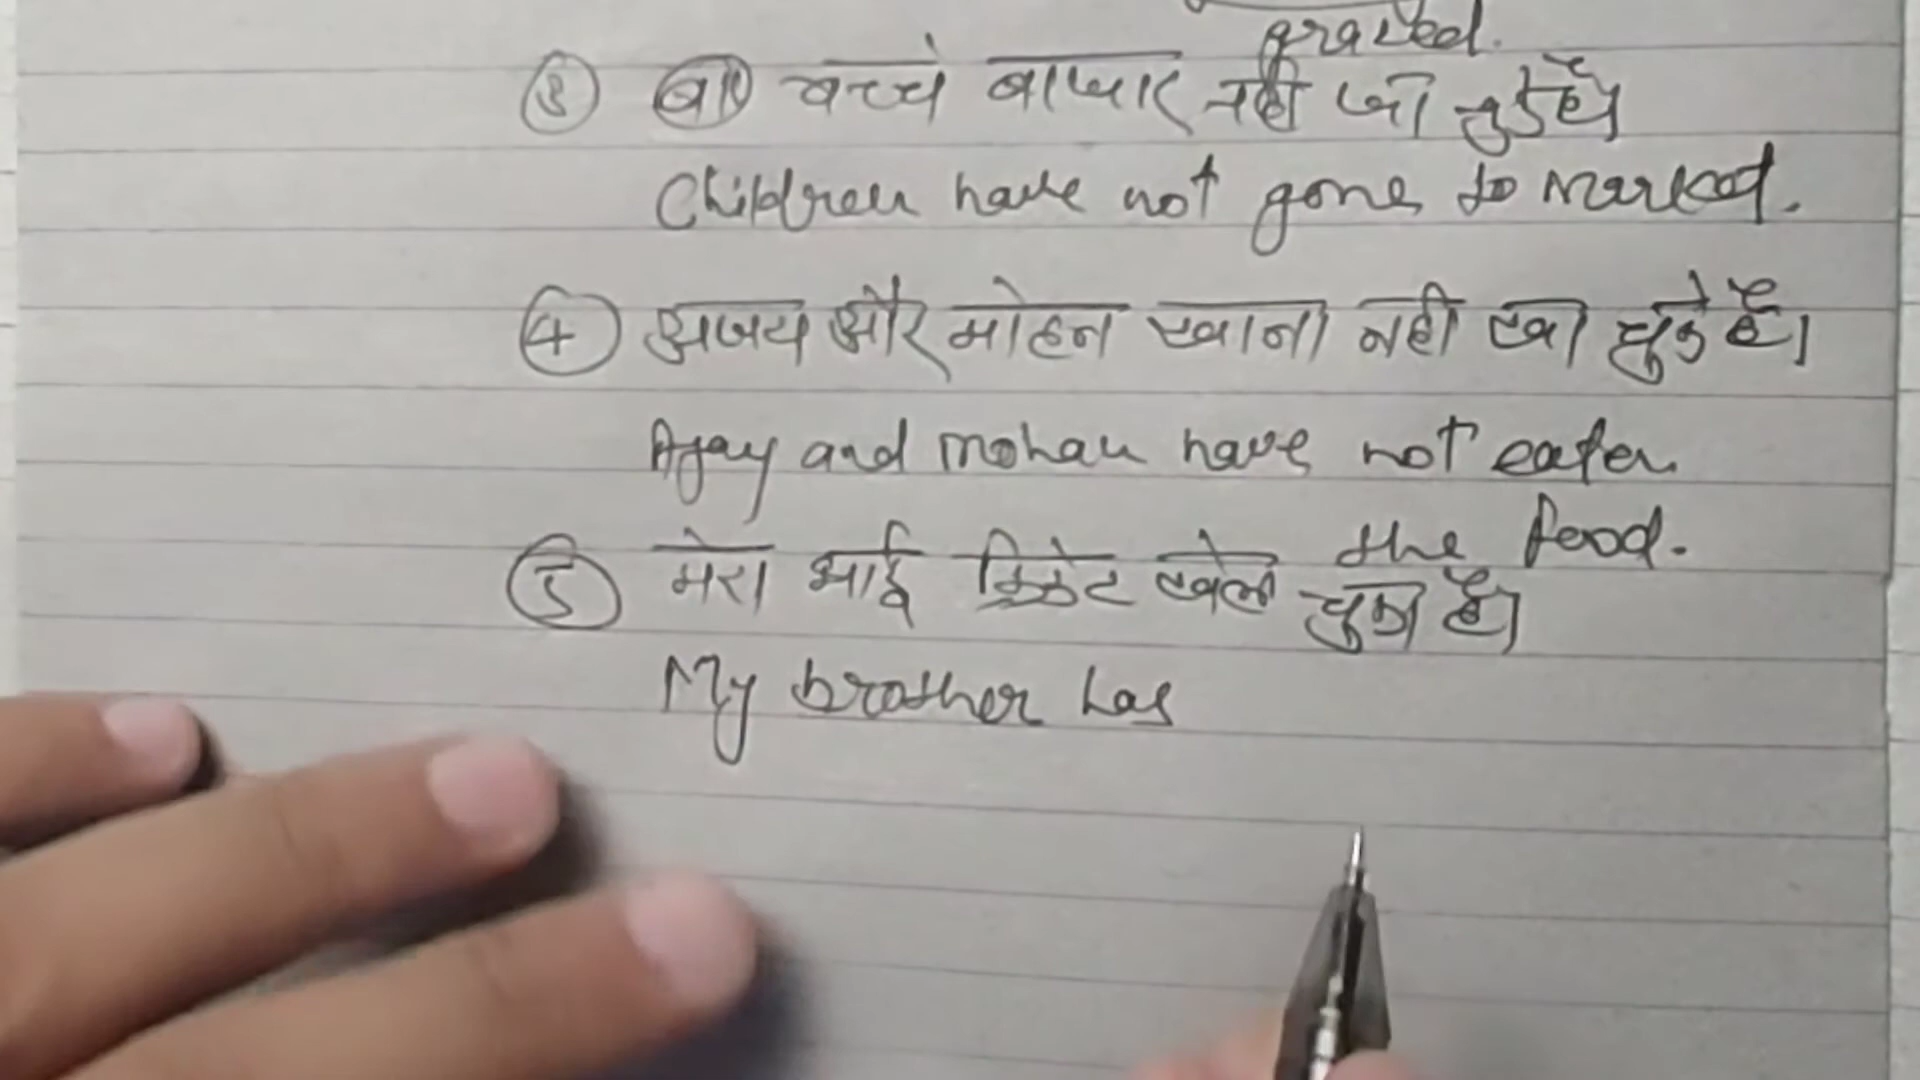 ③ बच्चे बाजार नही जा चुके हैं।
Children have not gone to market.
④ अजय और मोहन खाना नही खा चुके हैं।
Ajay and mohan have not eaten
the food.
⑤ मेरा भाई क्रिकेट खेल चुका है।
My brother has